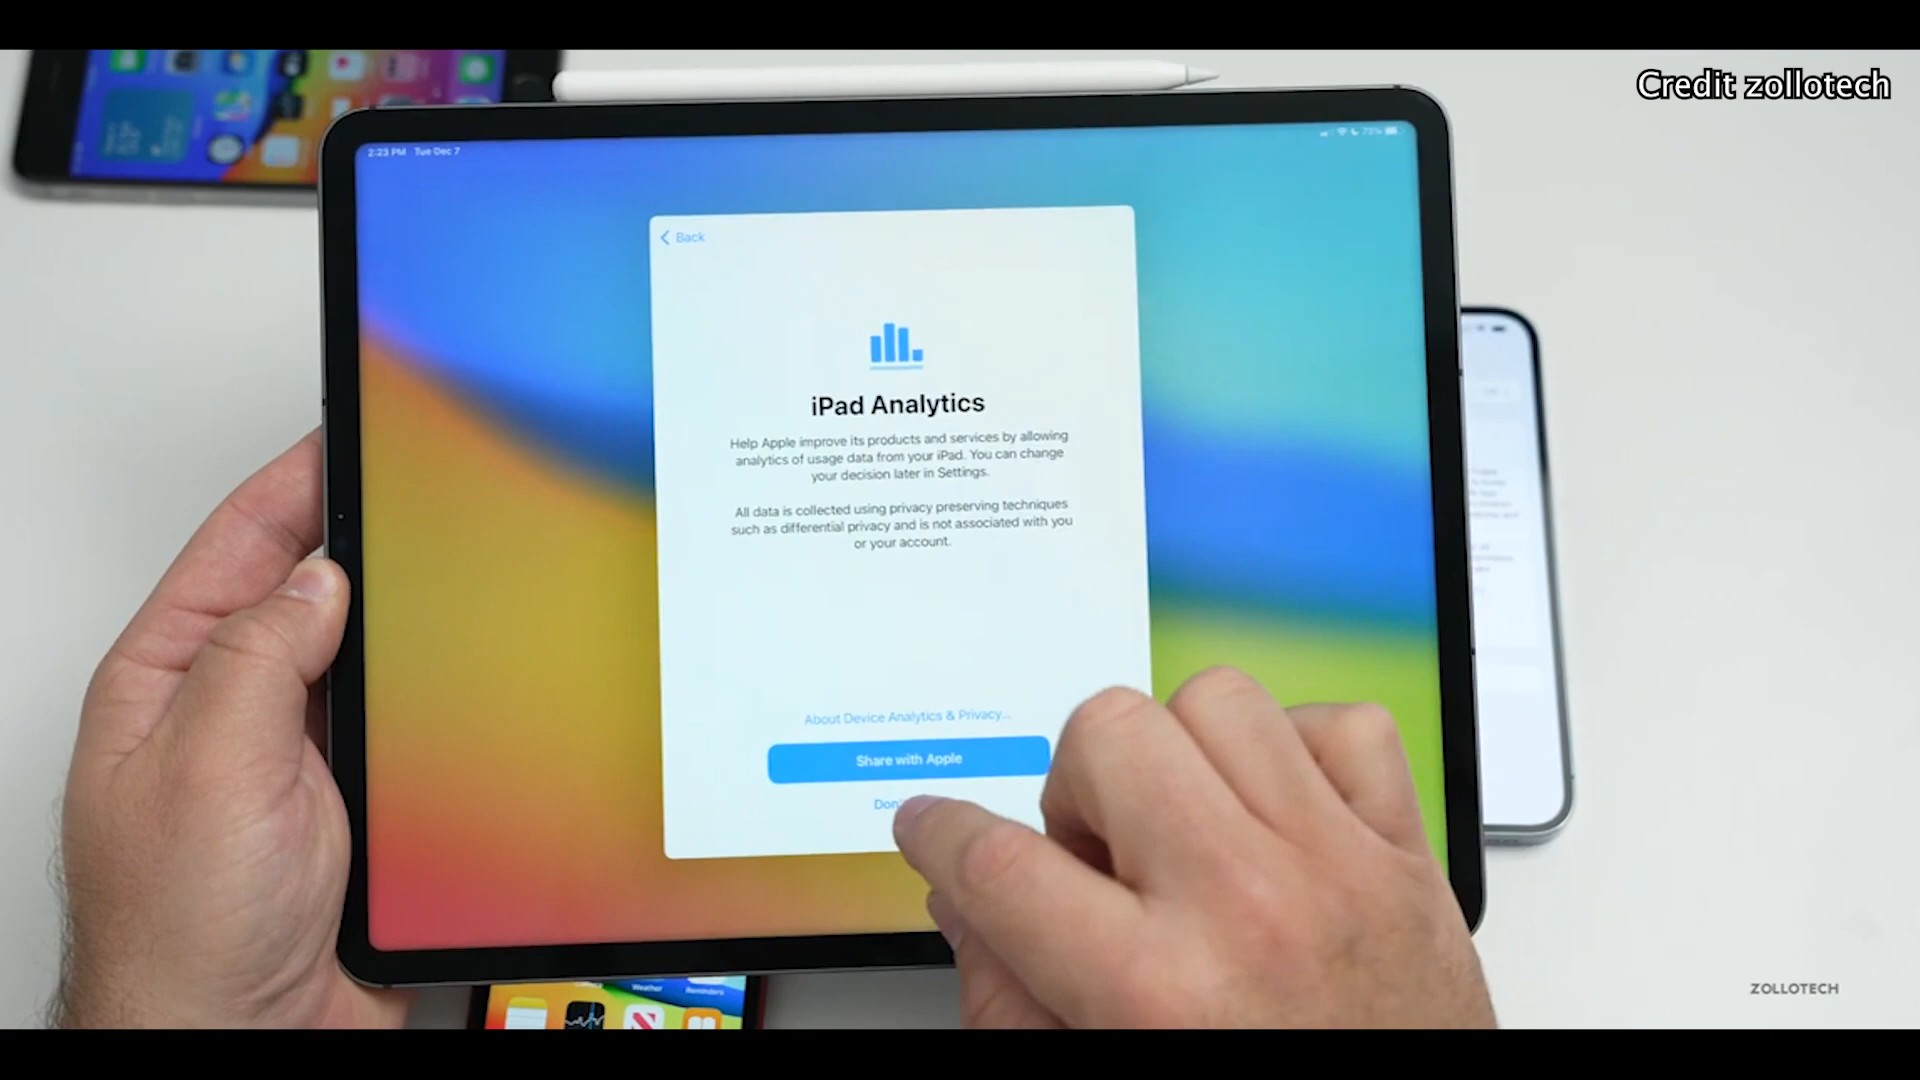 Credit zollotech
2:23 PM Tue Dec 7
73%
Back
iPad Analytics
Help Apple improve its products and services by allowing
analytics of usage data from your iPad. You can change
your decision later in Settings.
All data is collected using privacy preserving techniques
such as differential privacy and is not associated with you
or your account.
About Device Analytics & Privacy...
Share with Apple
Weather
Reminders
ZOLLOTECH